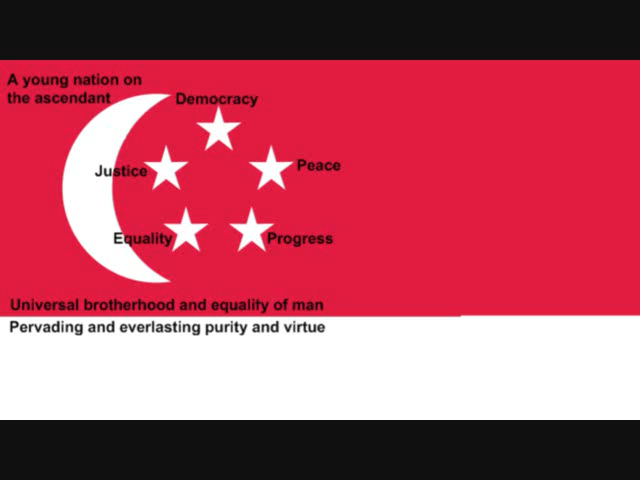 A young nation on
the ascendant
Democracy
Justice
Peace
Equality
Progress
Universal brotherhood and equality of man
Pervading and everlasting purity and virtue